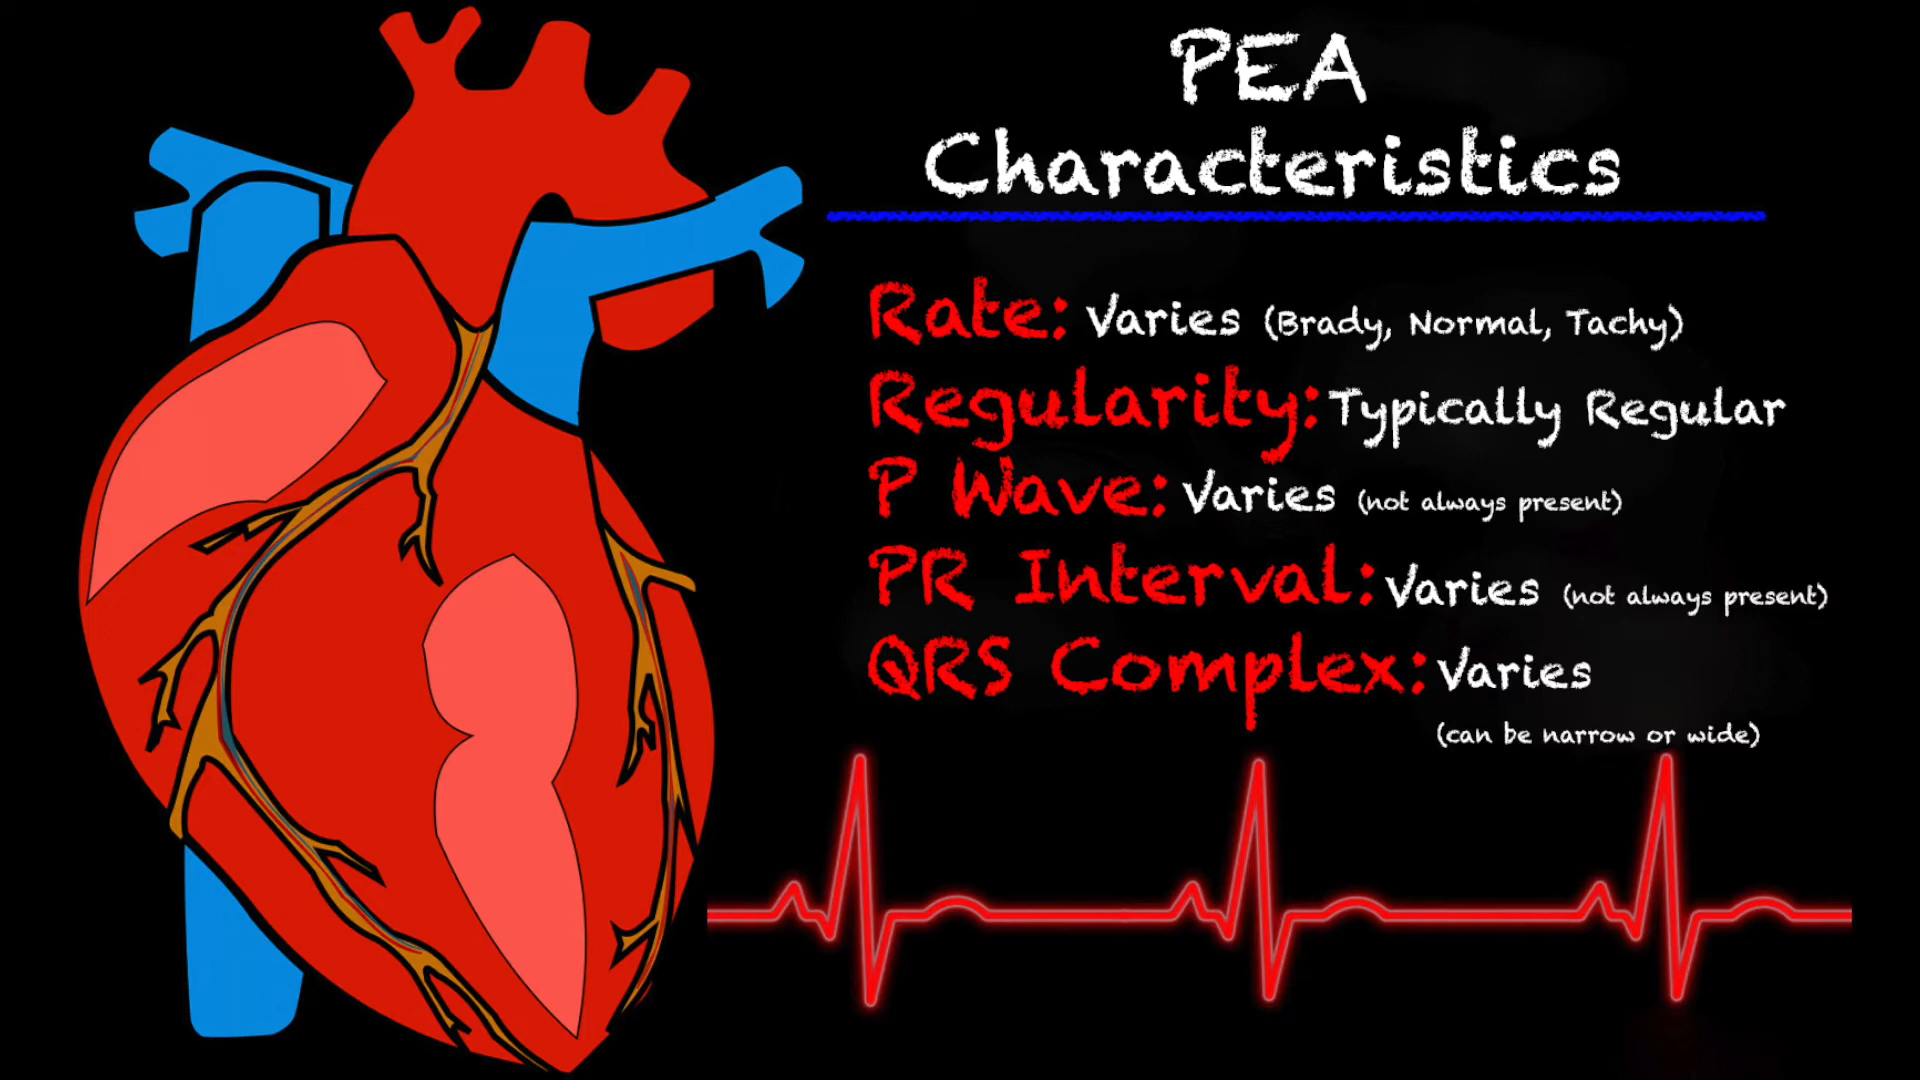 PEA
Characteristics
Rate: Varies (Brady, Normal, Tachy)
Regularity: Typically Regular
P Wave: Varies (not always present)
PR Interval: Varies (not always present)
QRS Complex: Varies
(can be narrow or wide)